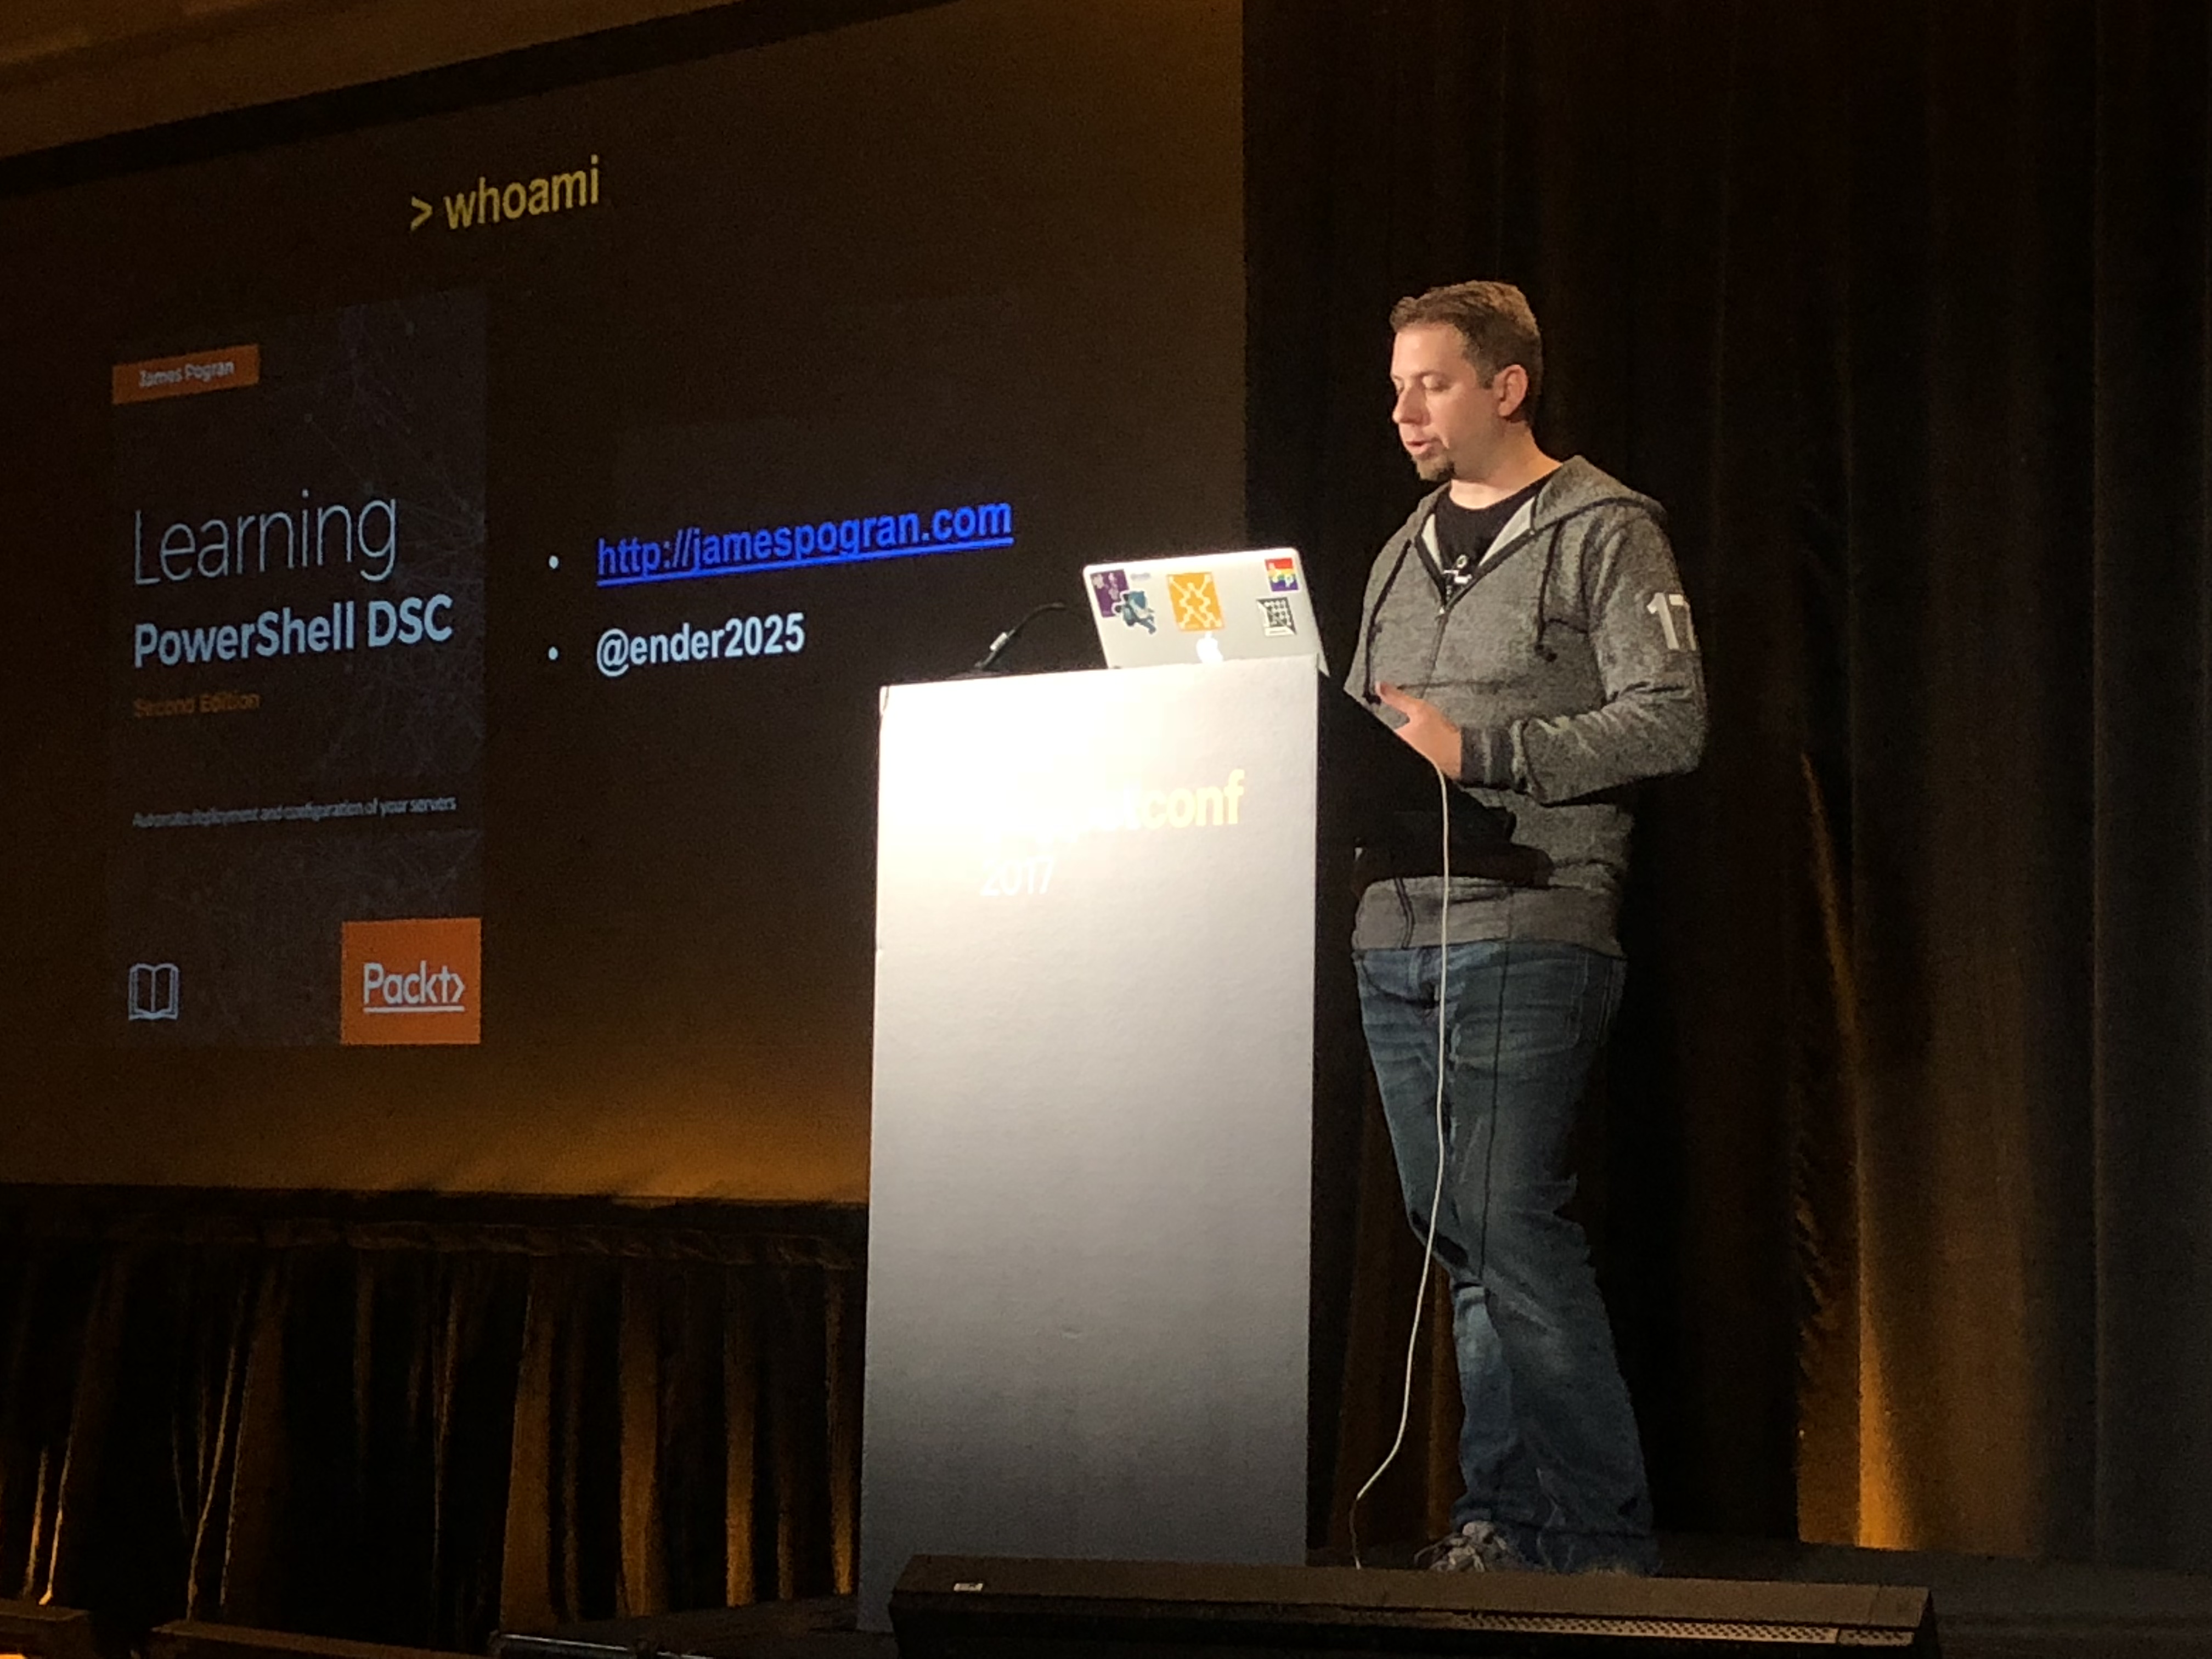 > whoami
James Pogran
Learning
PowerShell DSC
Second Edition
Automate deployment and configuration of your servers
Packt>
http://jamespogran.com
@ender2025
conf
2017
17